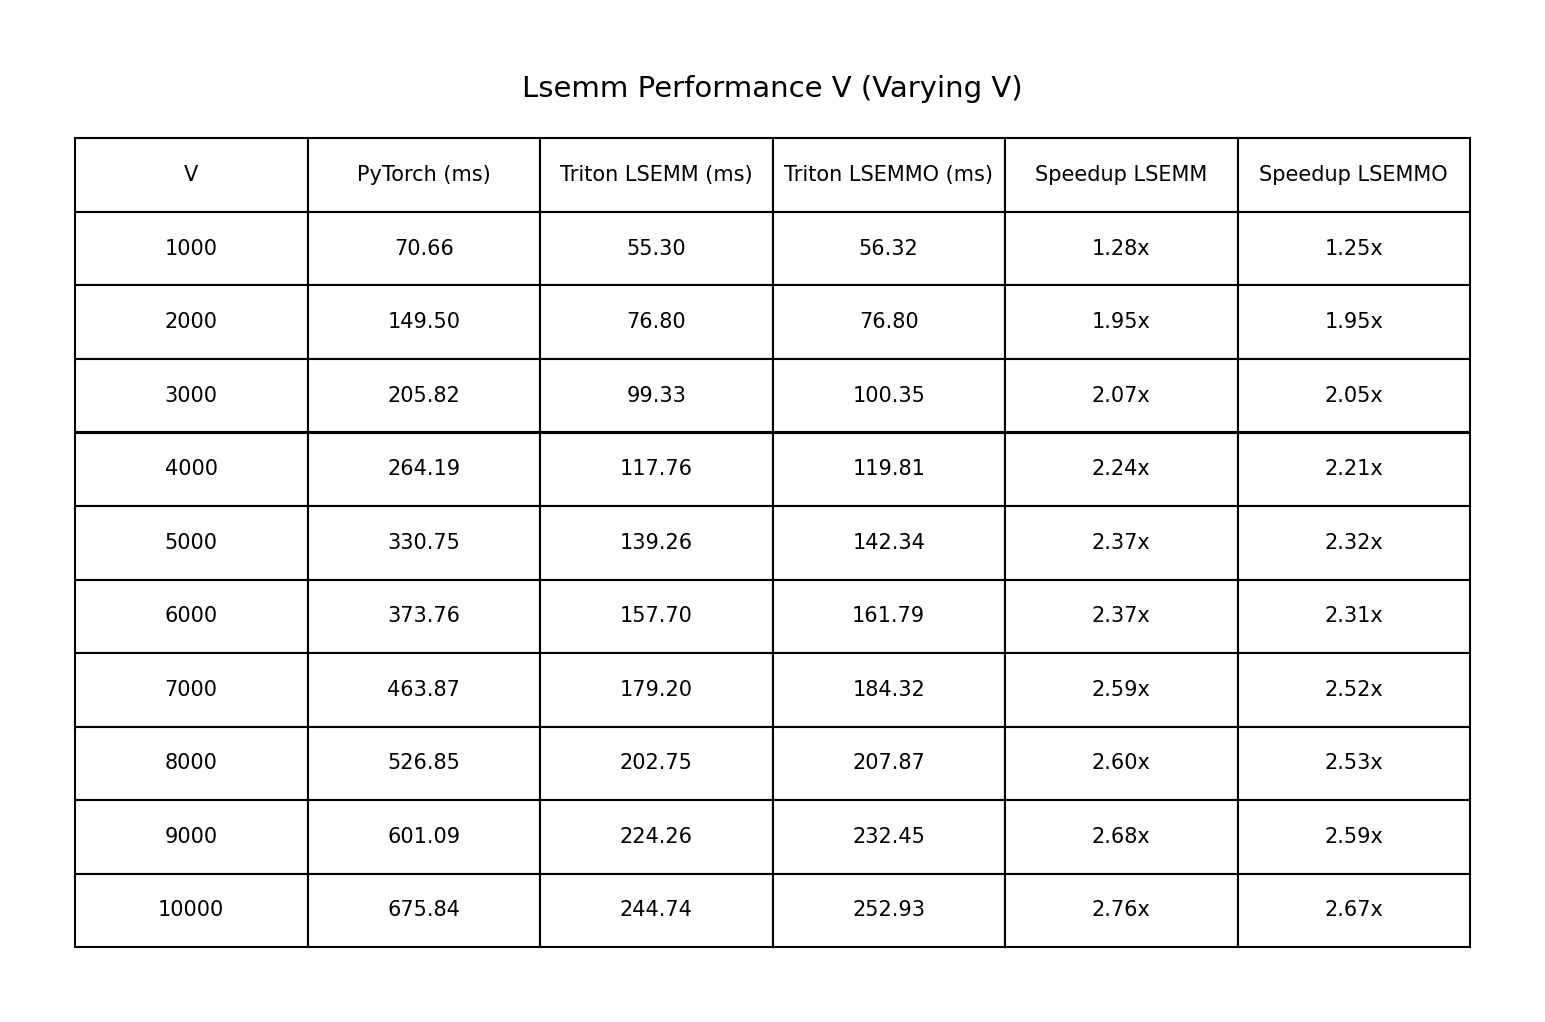 Lsemm Performance V (Varying V)
V PyTorch (ms) Triton LSEMM (ms) Triton LSEMMO (ms) Speedup LSEMM Speedup LSEMMO
1000 70.66 55.30 56.32 1.28x 1.25x
2000 149.50 76.80 76.80 1.95x 1.95x
3000 205.82 99.33 100.35 2.07x 2.05x
4000 264.19 117.76 119.81 2.24x 2.21x
5000 330.75 139.26 142.34 2.37x 2.32x
6000 373.76 157.70 161.79 2.37x 2.31x
7000 463.87 179.20 184.32 2.59x 2.52x
8000 526.85 202.75 207.87 2.60x 2.53x
9000 601.09 224.26 232.45 2.68x 2.59x
10000 675.84 244.74 252.93 2.76x 2.67x